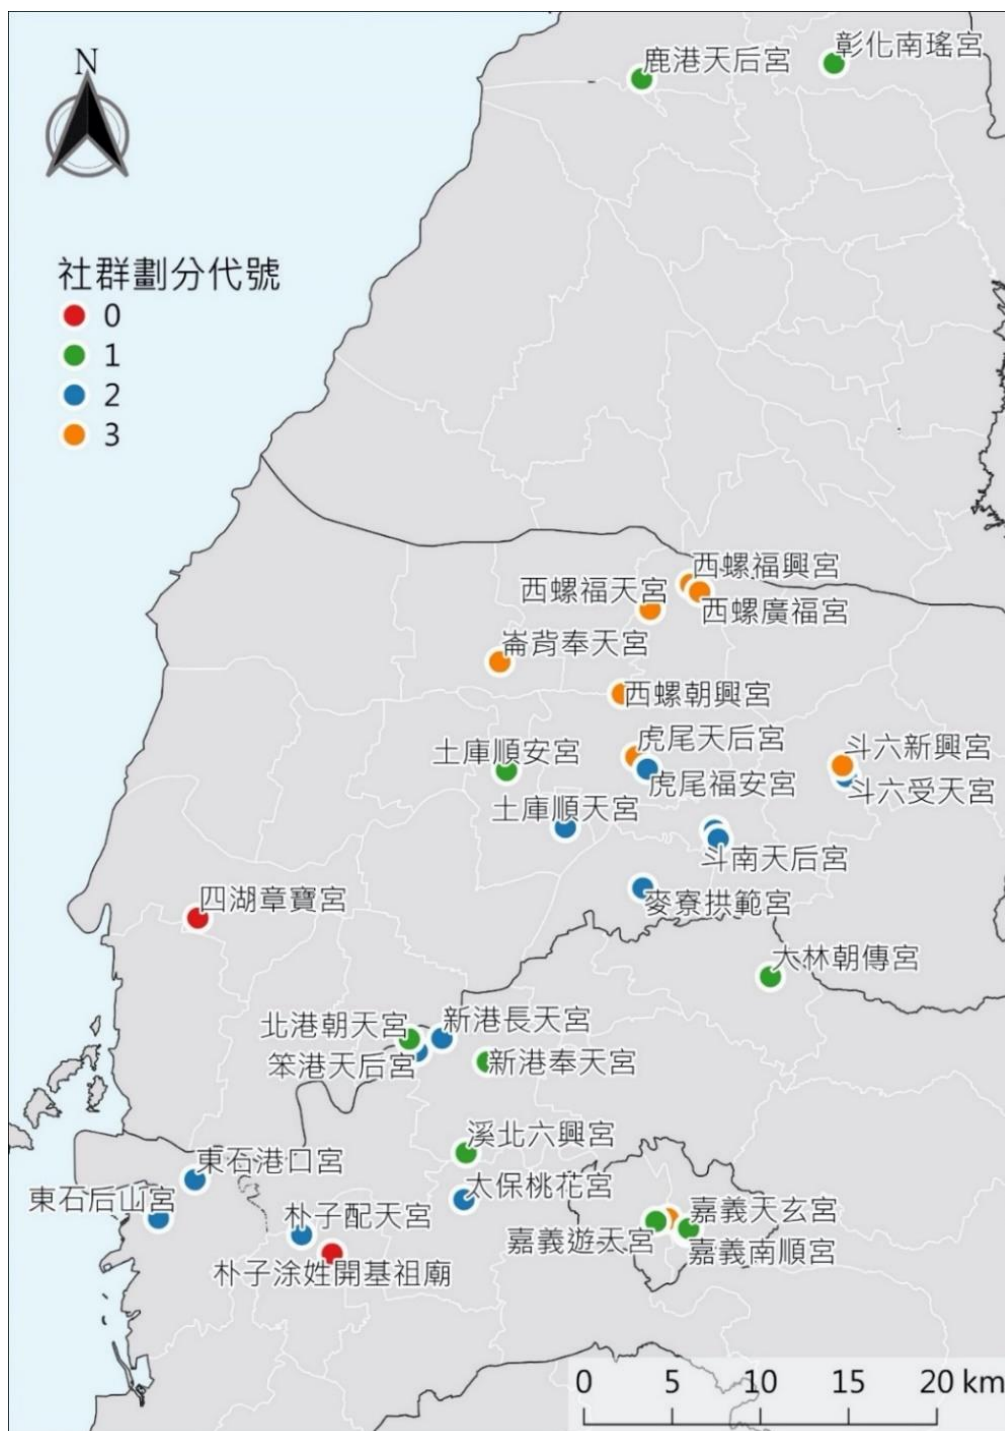 鹿港天后宮
彰化南瑤宮
N
社群劃分代號
0
1
2
3
西螺福興宮
西螺福天宮
西螺廣福宮
崙背奉天宮
西螺朝興宮
虎尾天后宮
斗六新興宮
土庫順安宮
虎尾福安宮
斗六受天宮
土庫順天宮
斗南天后宮
四湖章寶宮
麥寮拱範宮
大林朝傳宮
北港朝天宮
新港長天宮
笨港天后宮
新港奉天宮
溪北六興宮
東石港口宮
太保桃花宮
東石后山宮
朴子配天宮
嘉義天玄宮
嘉義遊天宮
嘉義南順宮
朴子涂姓開基祖廟
0 5 10 15 20 km